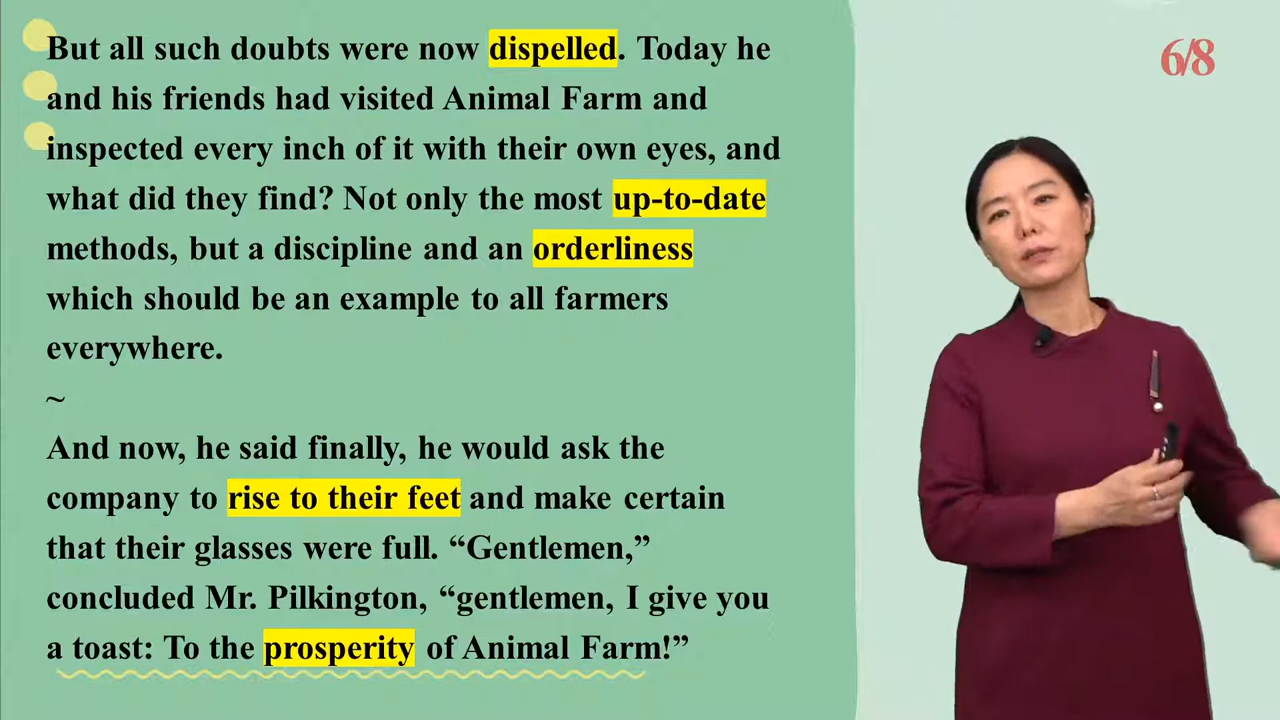 But all such doubts were now dispelled. Today he
and his friends had visited Animal Farm and
inspected every inch of it with their own eyes, and
what did they find? Not only the most up-to-date
methods, but a discipline and an orderliness
which should be an example to all farmers
everywhere.
~
And now, he said finally, he would ask the
company to rise to their feet and make certain
that their glasses were full. “Gentlemen,”
concluded Mr. Pilkington, “gentlemen, I give you
a toast: To the prosperity of Animal Farm!”
6/8